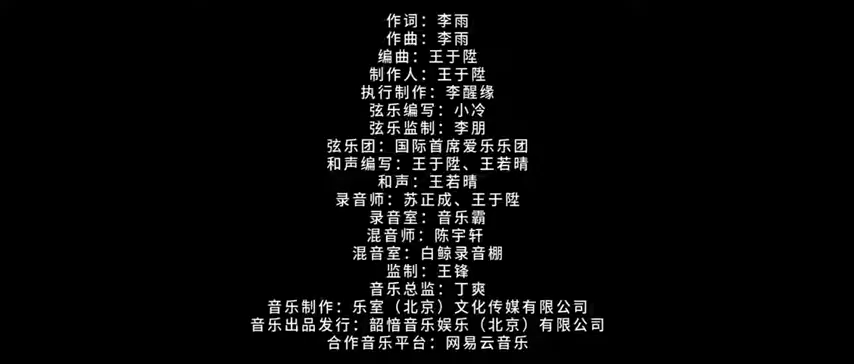 作词：李雨
作曲：李雨
编曲：王于陞
制作人：王于陞
执行制作：李醒缘
弦乐编写：小冷
弦乐监制：李朋
弦乐团：国际首席爱乐乐团
和声编写：王于陞、王若晴
和声：王若晴
录音师：苏正成、王于陞
录音室：音乐霸
混音师：陈宇轩
混音室：白鲸录音棚
监制：王锋
音乐总监：丁爽
音乐制作：乐室（北京）文化传媒有限公司
音乐出品发行：韶愔音乐娱乐（北京）有限公司
合作音乐平台：网易云音乐